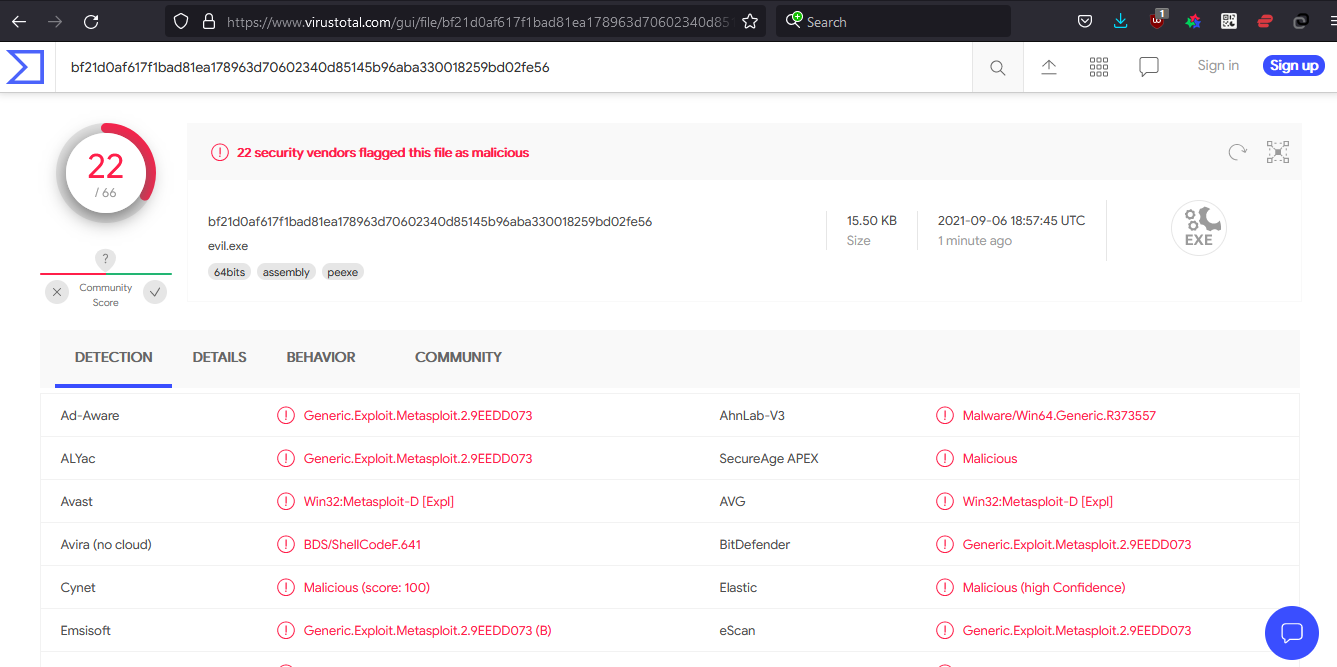 https://www.virustotal.com/gui/file/bf21d0af617f1bad81ea178963d70602340d851
Search
1
bf21d0af617f1bad81ea178963d70602340d85145b96aba330018259bd02fe56
Sign in
Sign up
22
/ 66
22 security vendors flagged this file as malicious
bf21d0af617f1bad81ea178963d70602340d85145b96aba330018259bd02fe56
evil.exe
64bits assembly peexe
15.50 KB
Size
2021-09-06 18:57:45 UTC
1 minute ago
EXE
?
Community
Score
DETECTION DETAILS BEHAVIOR COMMUNITY
Ad-Aware Generic.Exploit.Metasploit.2.9EEDD073 AhnLab-V3 Malware/Win64.Generic.R373557
ALYac Generic.Exploit.Metasploit.2.9EEDD073 SecureAge APEX Malicious
Avast Win32:Metasploit-D [Expl] AVG Win32:Metasploit-D [Expl]
Avira (no cloud) BDS/ShellCodeF.641 BitDefender Generic.Exploit.Metasploit.2.9EEDD073
Cynet Malicious (score: 100) Elastic Malicious (high Confidence)
Emsisoft Generic.Exploit.Metasploit.2.9EEDD073 (B) eScan Generic.Exploit.Metasploit.2.9EEDD073